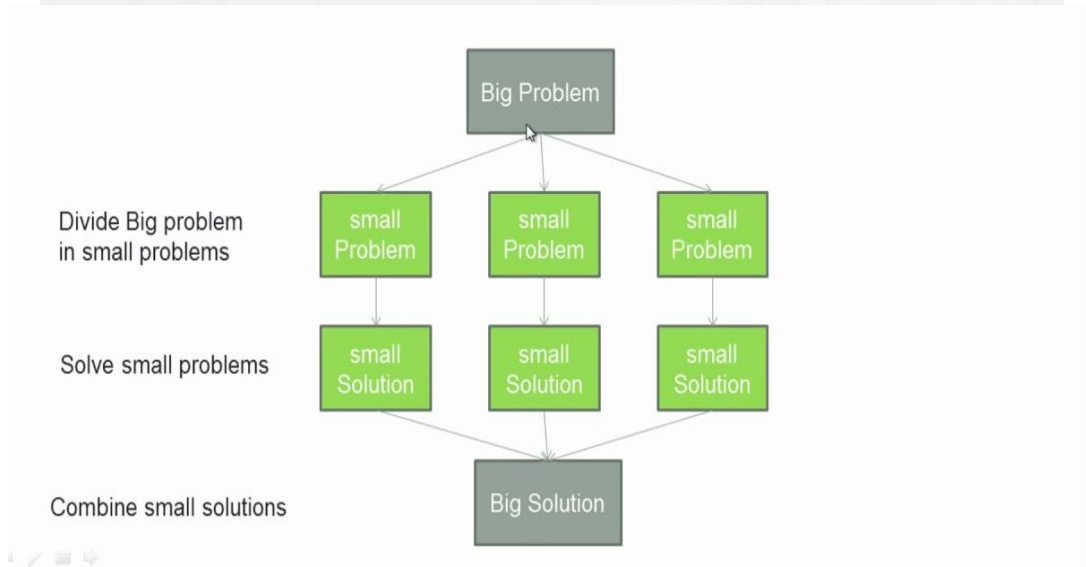 Big Problem
Divide Big problem
in small problems
small
Problem
small
Problem
small
Problem
Solve small problems
small
Solution
small
Solution
small
Solution
Combine small solutions
Big Solution